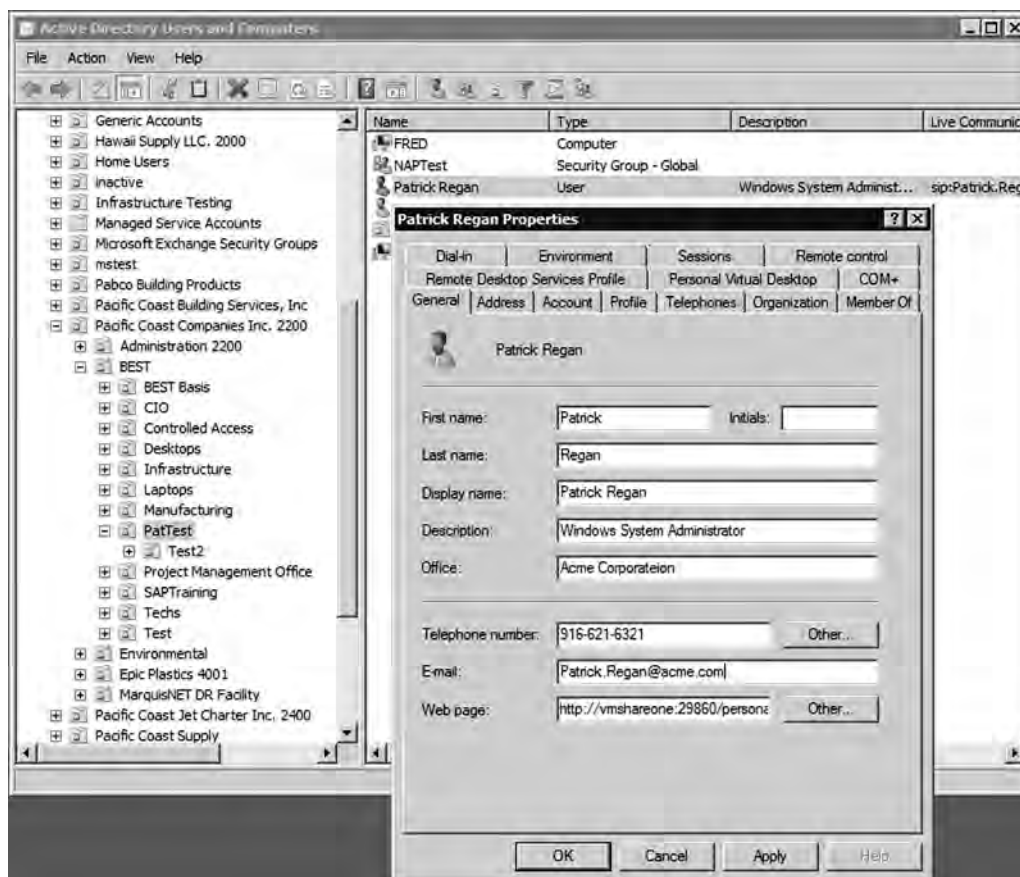 Active Directory Users and Computers
File Action View Help
Generic Accounts
Hawaii Supply LLC. 2000
Home Users
inactive
Infrastructure Testing
Managed Service Accounts
Microsoft Exchange Security Groups
mstest
Pabco Building Products
Pacific Coast Building Services, Inc
Pacific Coast Companies Inc. 2200
Administration 2200
BEST
BEST Basis
CIO
Controlled Access
Desktops
Infrastructure
Laptops
Manufacturing
PatTest
Test2
Project Management Office
SAPTraining
Techs
Test
Environmental
Epic Plastics 4001
MarquisNET DR Facility
Pacific Coast Jet Charter Inc. 2400
Pacific Coast Supply
Name Type Description Live Communic
FRED Computer
NAPTest Security Group - Global
Patrick Regan User Windows System Administ... sip:Patrick.Reg
Patrick Regan Properties
Dial-in Environment Sessions Remote control
Remote Desktop Services Profile Personal Virtual Desktop COM+
General Address Account Profile Telephones Organization Member Of
Patrick Regan
First name: Patrick Initials:
Last name: Regan
Display name: Patrick Regan
Description: Windows System Administrator
Office: Acme Corporateion
Telephone number: 916-621-6321 Other...
E-mail: Patrick.Regan@acme.com
Web page: http://vmshareone:29860/persona Other...
OK Cancel Apply Help